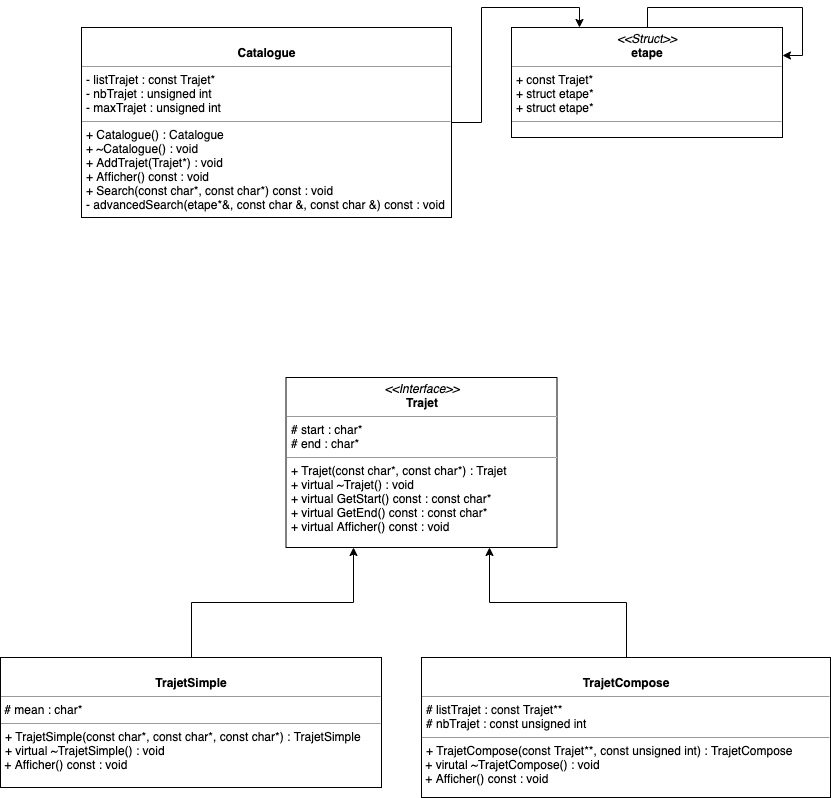 Catalogue
- listTrajet : const Trajet*
- nbTrajet : unsigned int
- maxTrajet : unsigned int
+ Catalogue() : Catalogue
+ ~Catalogue() : void
+ AddTrajet(Trajet*) : void
+ Afficher() const : void
+ Search(const char*, const char*) const : void
- advancedSearch(etape*&, const char &, const char &) const : void
<<Struct>>
etape
+ const Trajet*
+ struct etape*
+ struct etape*
<<Interface>>
Trajet
# start : char*
# end : char*
+ Trajet(const char*, const char*) : Trajet
+ virtual ~Trajet() : void
+ virtual GetStart() const : const char*
+ virtual GetEnd() const : const char*
+ virtual Afficher() const : void
TrajetSimple
# mean : char*
+ TrajetSimple(const char*, const char*, const char*) : TrajetSimple
+ virtual ~TrajetSimple() : void
+ Afficher() const : void
TrajetCompose
# listTrajet : const Trajet**
# nbTrajet : const unsigned int
+ TrajetCompose(const Trajet**, const unsigned int) : TrajetCompose
+ virutal ~TrajetCompose() : void
+ Afficher() const : void